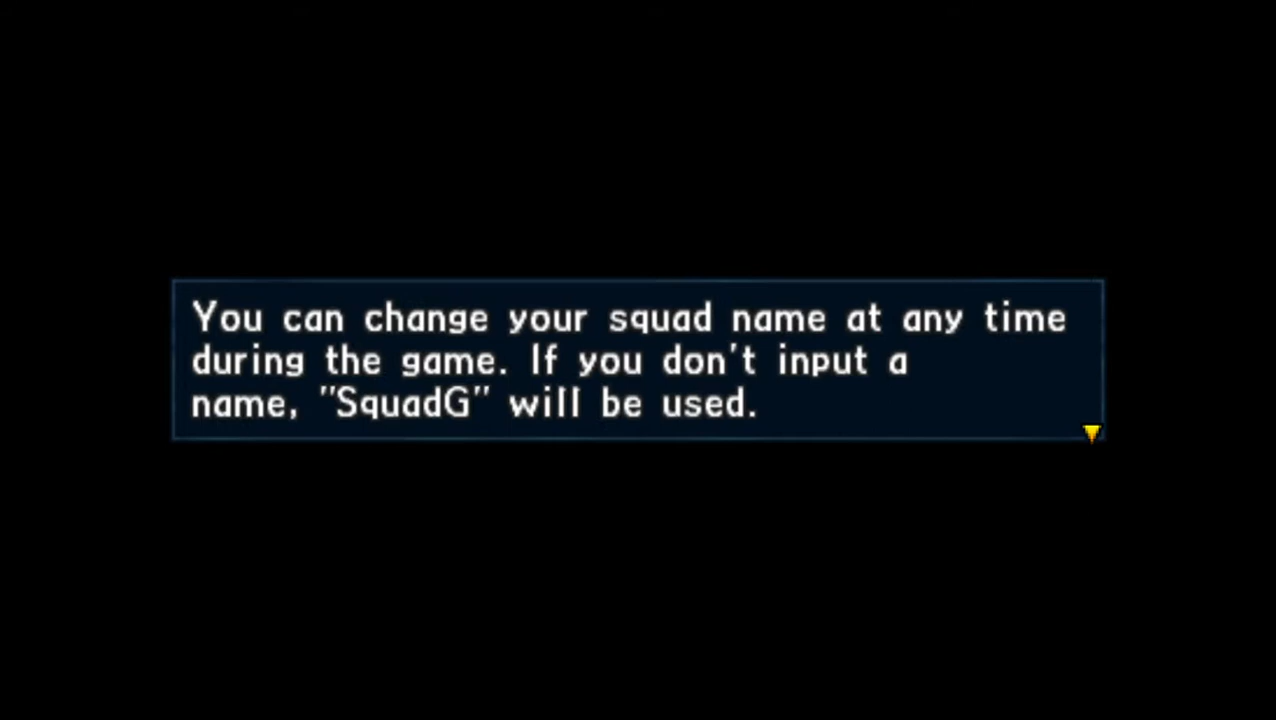 You can change your squad name at any time
during the game. If you don't input a
name, "SquadG" will be used.